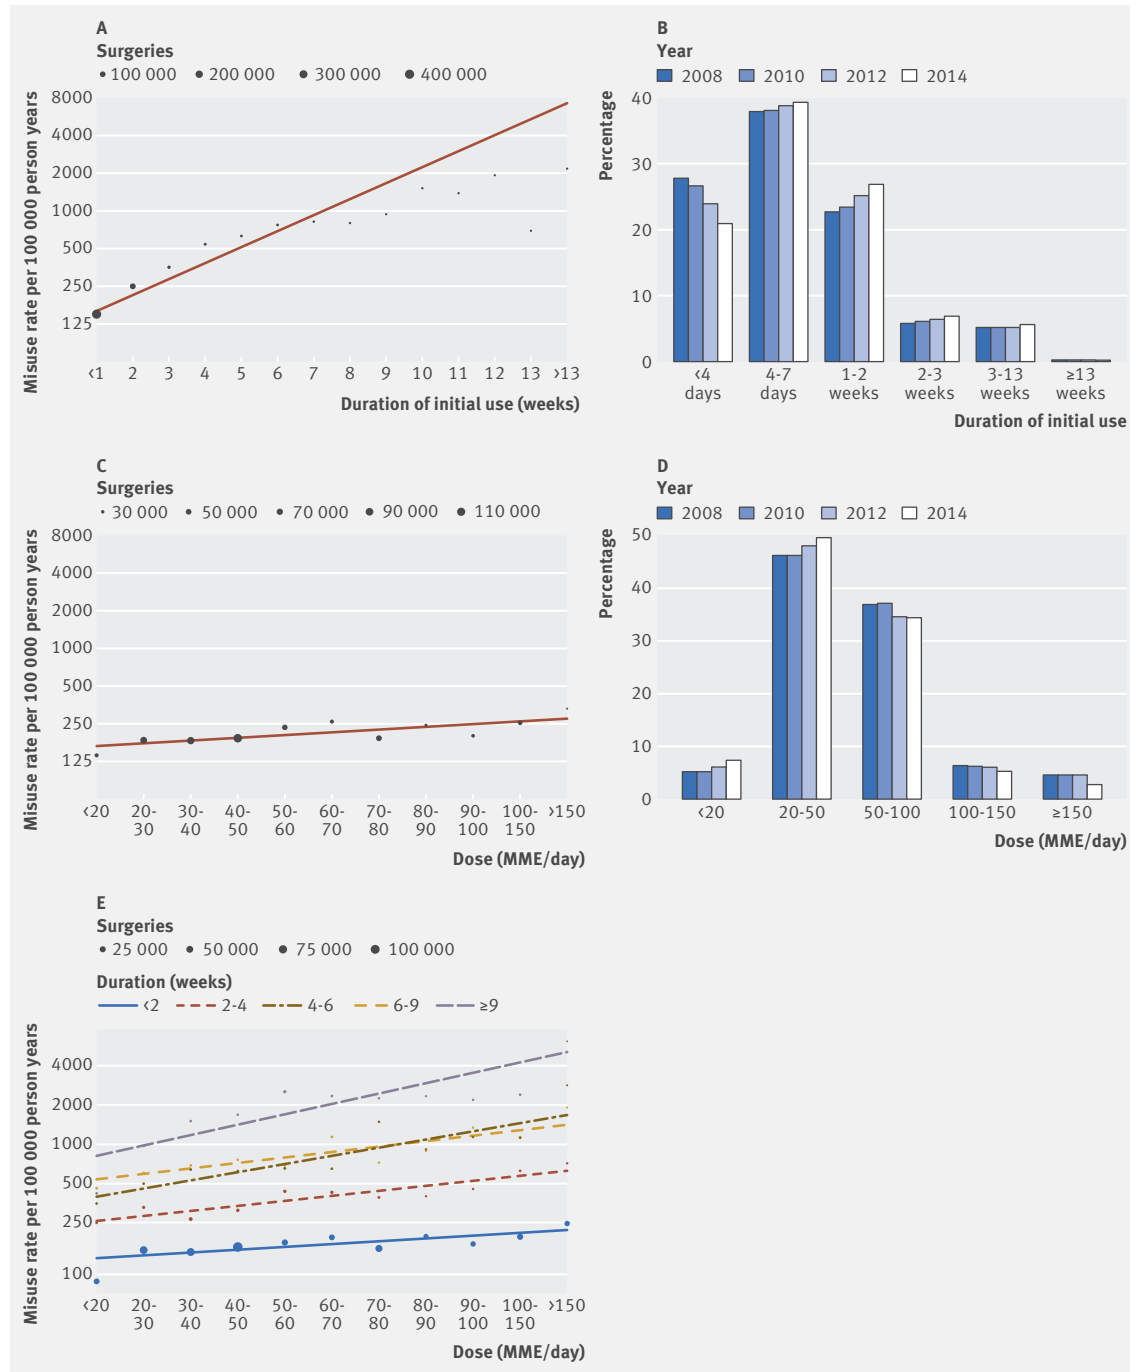 A
Surgeries
100 000 200 000 300 000 400 000
Misuse rate per 100 000 person years
8000
4000
2000
1000
500
250
125
<1 2 3 4 5 6 7 8 9 10 11 12 13 >13
Duration of initial use (weeks)
B
Year
2008 2010 2012 2014
Percentage
40
30
20
10
0
<4 4-7 1-2 2-3 3-13 ≥13
days days weeks weeks weeks weeks
Duration of initial use
C
Surgeries
30 000 50 000 70 000 90 000 110 000
Misuse rate per 100 000 person years
8000
4000
2000
1000
500
250
125
<20 20- 30- 40- 50- 60- 70- 80- 90- 100- >150
30 40 50 60 70 80 90 100 150
Dose (MME/day)
D
Year
2008 2010 2012 2014
Percentage
50
40
30
20
10
0
<20 20-50 50-100 100-150 ≥150
Dose (MME/day)
E
Surgeries
25 000 50 000 75 000 100 000
Duration (weeks)
<2 2-4 4-6 6-9 ≥9
Misuse rate per 100 000 person years
4000
2000
1000
500
250
100
<20 20- 30- 40- 50- 60- 70- 80- 90- 100- >150
30 40 50 60 70 80 90 100 150
Dose (MME/day)